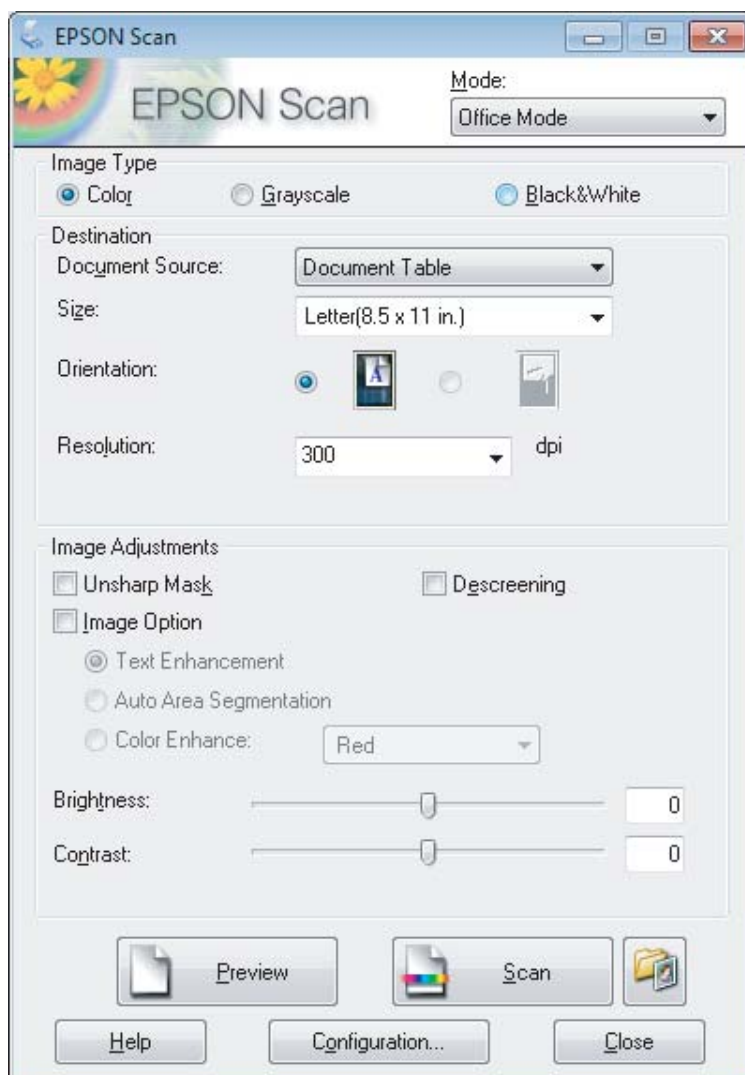 EPSON Scan
EPSON Scan
Mode:
Office Mode
Image Type
Color Grayscale Black&White
Destination
Document Source: Document Table
Size: Letter(8.5 x 11 in.)
Orientation: A
Resolution: 300 dpi
Image Adjustments
Unsharp Mask Descreening
Image Option
Text Enhancement
Auto Area Segmentation
Color Enhance: Red
Brightness: 0
Contrast: 0
Preview Scan
Help Configuration... Close